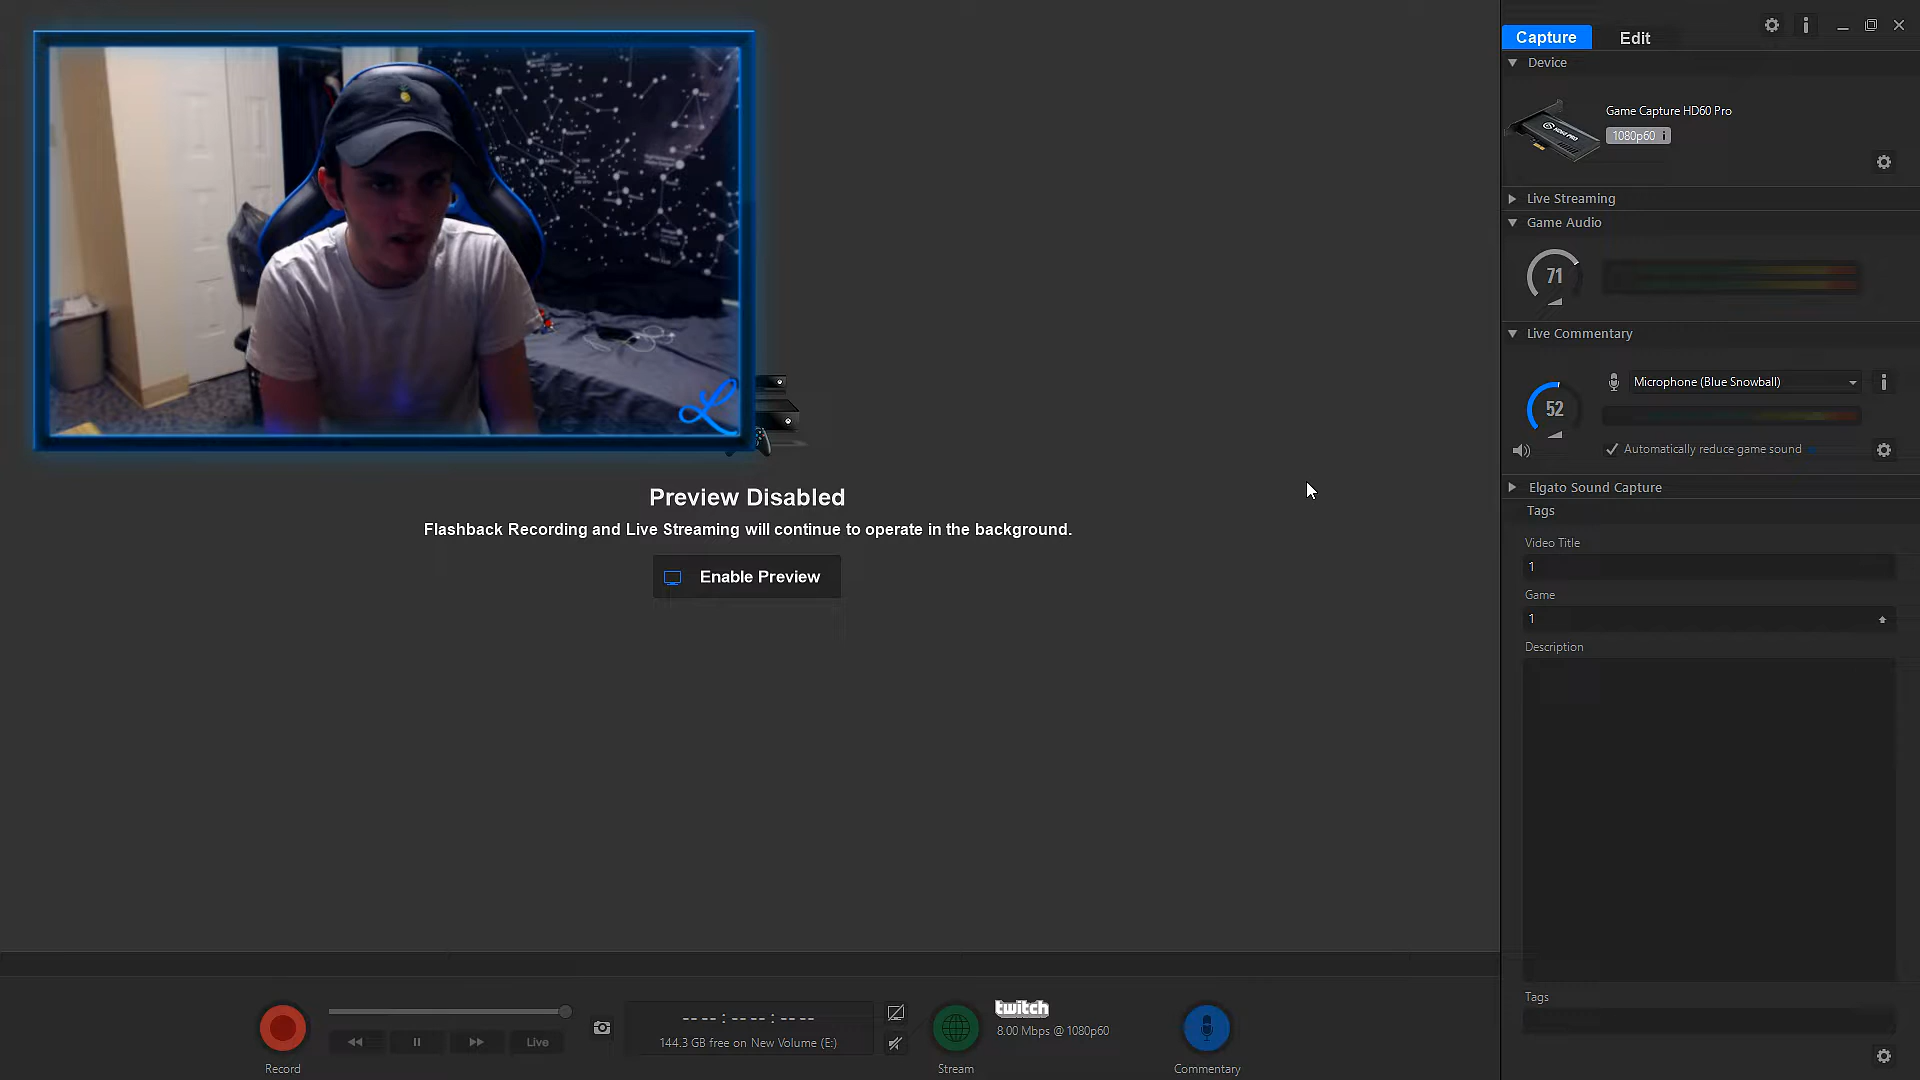 Capture
Edit
Device
Game Capture HD60 Pro
1080p60 i
Live Streaming
Game Audio
71
Live Commentary
Microphone (Blue Snowball)
52
Automatically reduce game sound
Elgato Sound Capture
Tags
Video Title
1
Game
1
Description
Preview Disabled
Flashback Recording and Live Streaming will continue to operate in the background.
Enable Preview
L
Tags
Record
Live
-- -- : -- -- : -- --
144.3 GB free on New Volume (E:)
Stream
twitch
8.00 Mbps @ 1080p60
Commentary